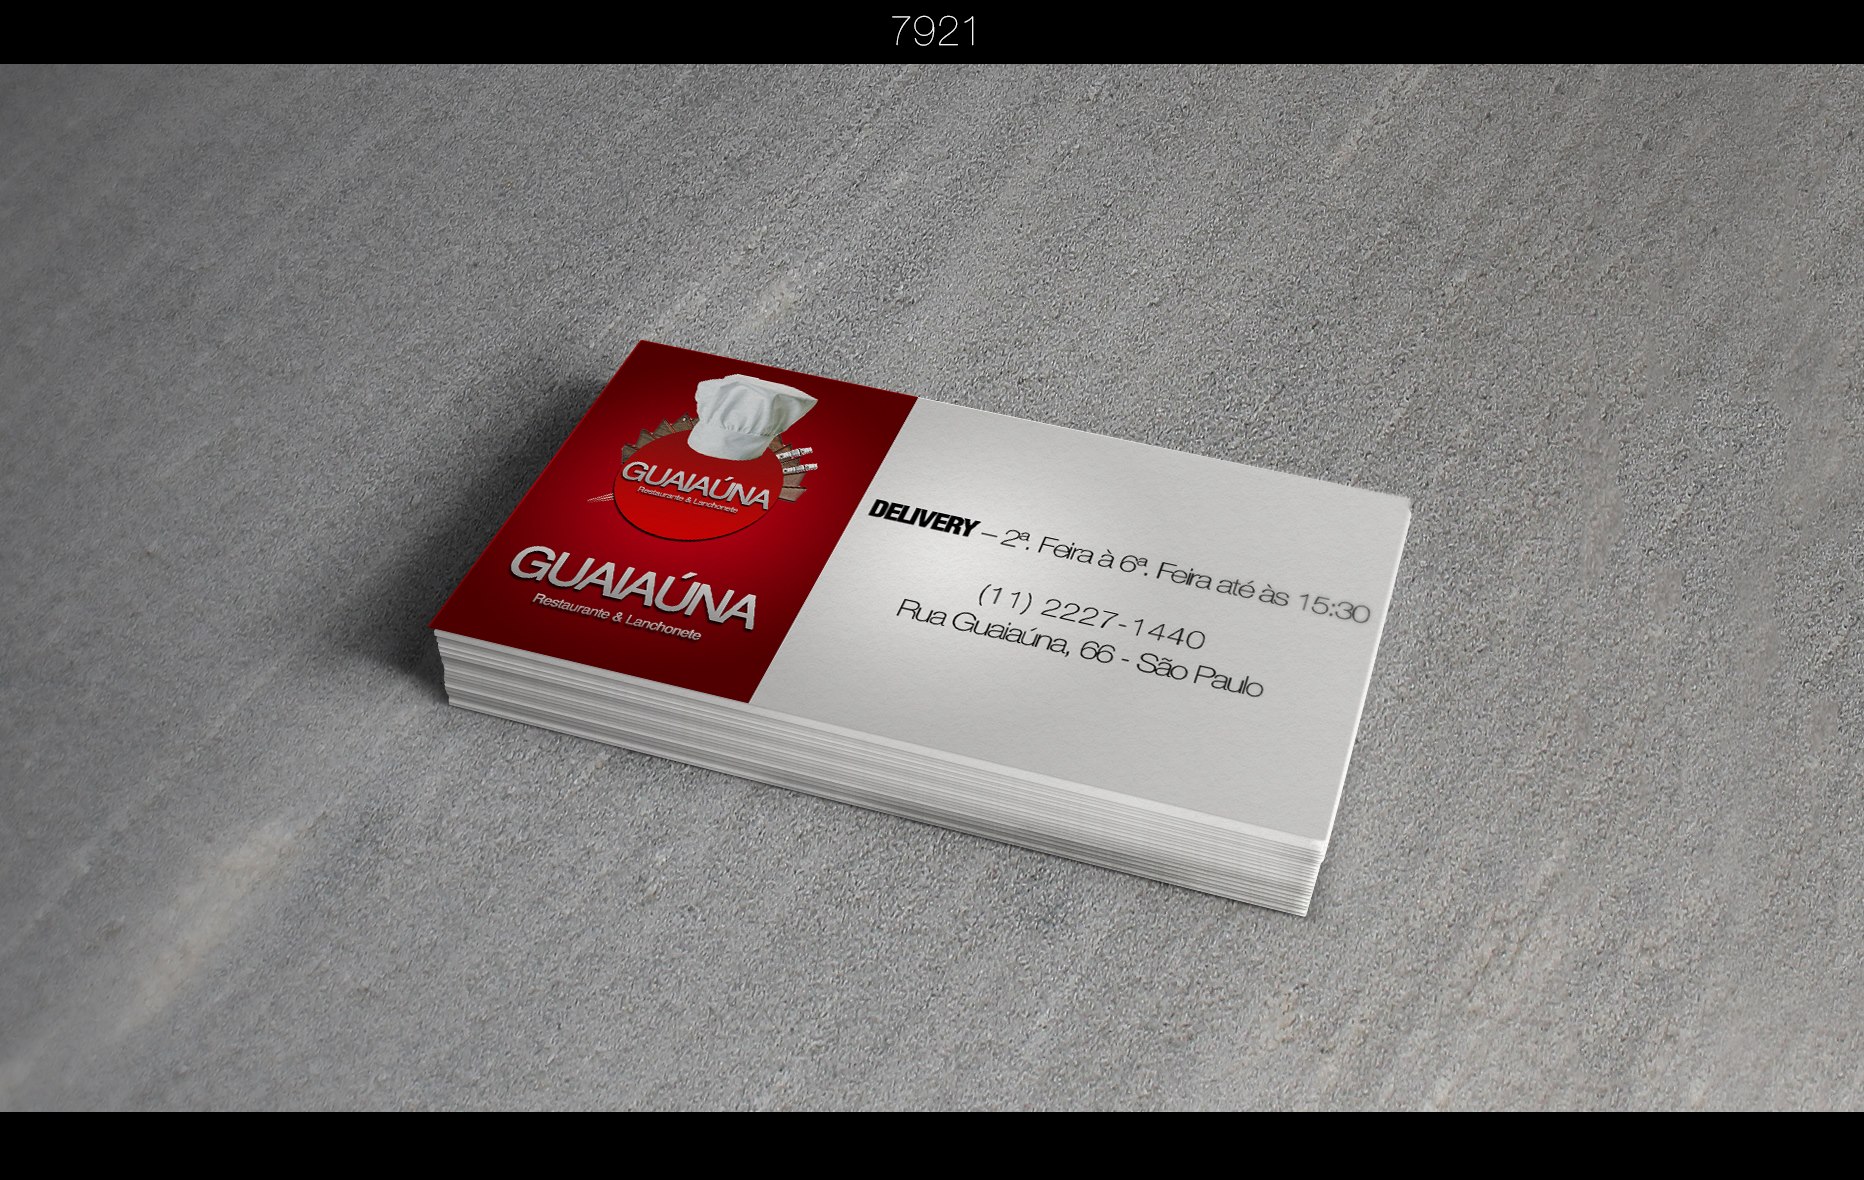 7921
GUAIAÚNA
Restaurante & Lanchonete
GUAIAÚNA
Restaurante & Lanchonete
DELIVERY – 2ª. Feira à 6ª. Feira até às 15:30
(11) 2227-1440
Rua Guaiaúna, 66 - São Paulo